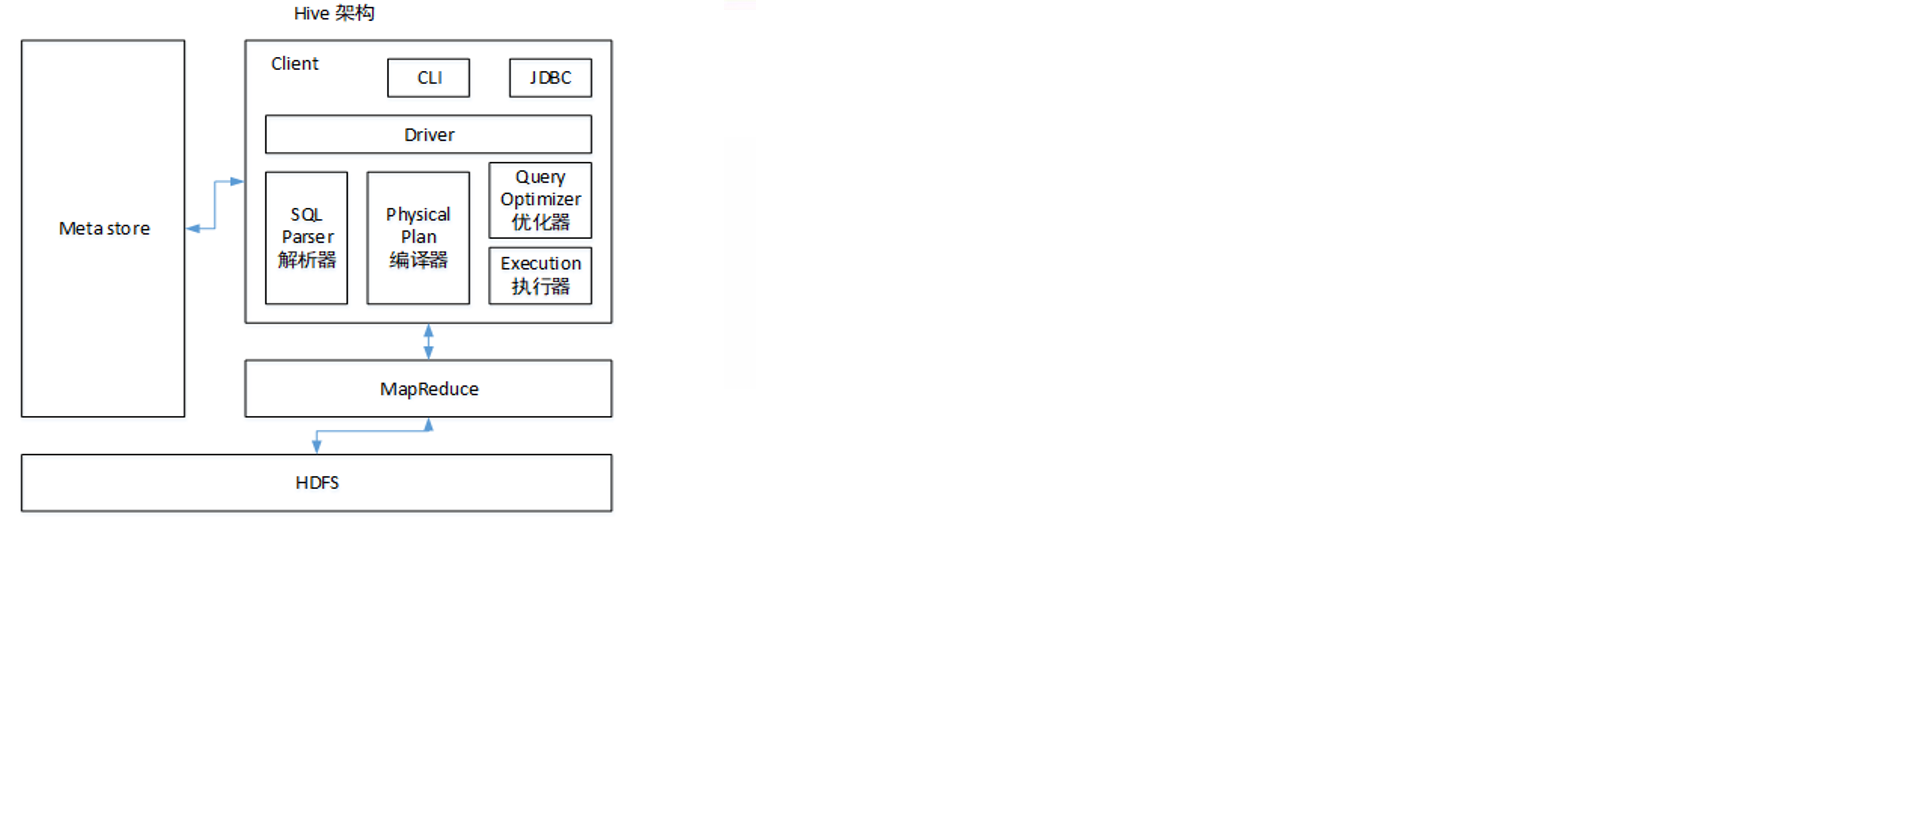 Hive 架构
Client
CLI
JDBC
Driver
Meta store
SQL
Parser
解析器
Physical
Plan
编译器
Query
Optimizer
优化器
Execution
执行器
MapReduce
HDFS